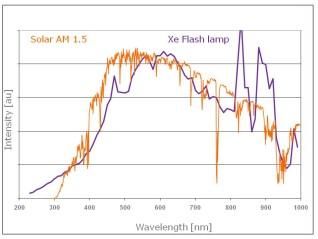 Solar AM 1.5
Xe Flash lamp
Intensity [au]
200 300 400 500 600 700 800 900 1000
Wavelength [nm]